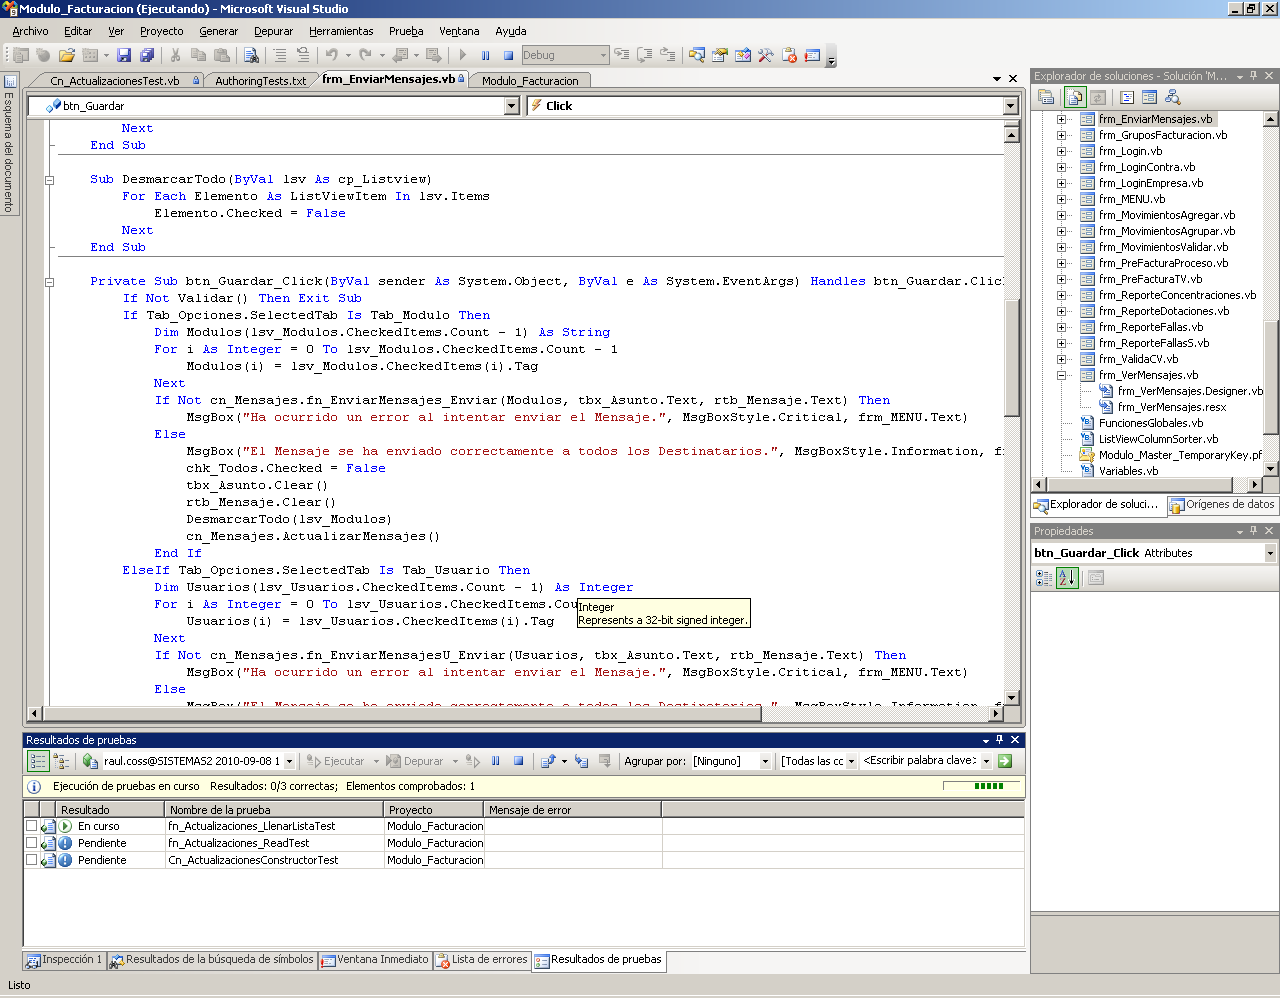 Modulo_Facturacion (Ejecutando) - Microsoft Visual Studio
Archivo Editar Ver Proyecto Generar Depurar Herramientas Prueba Ventana Ayuda
Debug
Esquema del documento
Cn_ActualizacionesTest.vb AuthoringTests.txt frm_EnviarMensajes.vb Modulo_Facturacion
btn_Guardar Click
Next
End Sub
Sub DesmarcarTodo(ByVal lsv As cp_Listview)
For Each Elemento As ListViewItem In lsv.Items
Elemento.Checked = False
Next
End Sub
Private Sub btn_Guardar_Click(ByVal sender As System.Object, ByVal e As System.EventArgs) Handles btn_Guardar.Clic
If Not Validar() Then Exit Sub
If Tab_Opciones.SelectedTab Is Tab_Modulo Then
Dim Modulos(lsv_Modulos.CheckedItems.Count - 1) As String
For i As Integer = 0 To lsv_Modulos.CheckedItems.Count - 1
Modulos(i) = lsv_Modulos.CheckedItems(i).Tag
Next
If Not cn_Mensajes.fn_EnviarMensajes_Enviar(Modulos, tbx_Asunto.Text, rtb_Mensaje.Text) Then
MsgBox("Ha ocurrido un error al intentar enviar el Mensaje.", MsgBoxStyle.Critical, frm_MENU.Text)
Else
MsgBox("El Mensaje se ha enviado correctamente a todos los Destinatarios.", MsgBoxStyle.Information, fr
chk_Todos.Checked = False
tbx_Asunto.Clear()
rtb_Mensaje.Clear()
DesmarcarTodo(lsv_Modulos)
cn_Mensajes.ActualizarMensajes()
End If
ElseIf Tab_Opciones.SelectedTab Is Tab_Usuario Then
Dim Usuarios(lsv_Usuarios.CheckedItems.Count - 1) As Integer
For i As Integer = 0 To lsv_Usuarios.CheckedItems.Cou
Integer
Represents a 32-bit signed integer.
Usuarios(i) = lsv_Usuarios.CheckedItems(i).Tag
Next
If Not cn_Mensajes.fn_EnviarMensajesU_Enviar(Usuarios, tbx_Asunto.Text, rtb_Mensaje.Text) Then
MsgBox("Ha ocurrido un error al intentar enviar el Mensaje.", MsgBoxStyle.Critical, frm_MENU.Text)
Else
MsgBox("El Mensaje se ha enviado correctamente a todos los Destinatarios.", MsgBoxStyle.Information, fr
Explorador de soluciones - Solución 'M...
frm_EnviarMensajes.vb
frm_GruposFacturacion.vb
frm_Login.vb
frm_LoginContra.vb
frm_LoginEmpresa.vb
frm_MENU.vb
frm_MovimientosAgregar.vb
frm_MovimientosAgrupar.vb
frm_MovimientosValidar.vb
frm_PreFacturaProceso.vb
frm_PreFacturaTV.vb
frm_ReporteConcentraciones.vb
frm_ReporteDotaciones.vb
frm_ReporteFallas.vb
frm_ReporteFallasS.vb
frm_ValidaCV.vb
frm_VerMensajes.vb
frm_VerMensajes.Designer.vb
frm_VerMensajes.resx
FuncionesGlobales.vb
ListViewColumnSorter.vb
Modulo_Master_TemporaryKey.pf
Variables.vb
Explorador de soluci... Orígenes de datos
Propiedades
btn_Guardar_Click Attributes
Resultados de pruebas
raul.coss@SISTEMAS2 2010-09-08 1 Ejecutar Depurar Agrupar por: [Ninguno] [Todas las cc <Escribir palabra clave>
Ejecución de pruebas en curso Resultados: 0/3 correctas; Elementos comprobados: 1
Resultado Nombre de la prueba Proyecto Mensaje de error
En curso fn_Actualizaciones_LlenarListaTest Modulo_Facturacion
Pendiente fn_Actualizaciones_ReadTest Modulo_Facturacion
Pendiente Cn_ActualizacionesConstructorTest Modulo_Facturacion
Inspección 1 Resultados de la búsqueda de símbolos Ventana Inmediato Lista de errores Resultados de pruebas
Listo